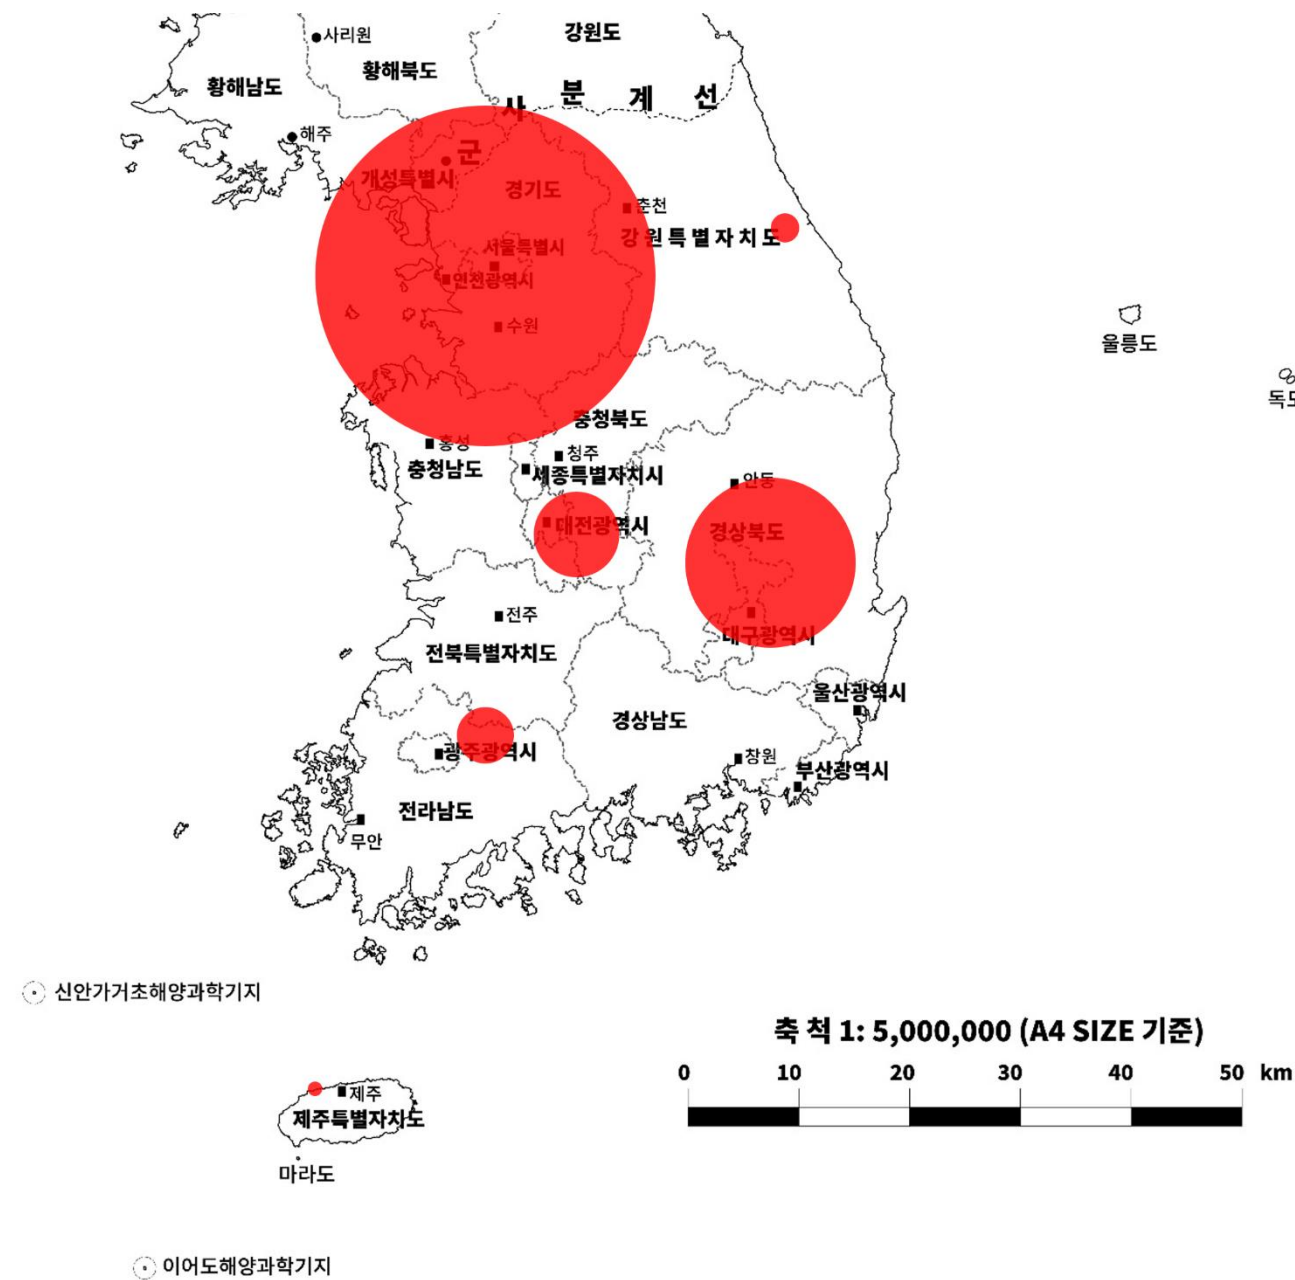 사리원
강원도
황해북도
황해남도
군 사 분 계 선
해주
개성특별시
경기도
춘천
강원특별자치도
서울특별시
인천광역시
수원
울릉도
충청북도
홍성
청주
충청남도
세종특별자치시
안동
대전광역시
경상북도
전주
대구광역시
전북특별자치도
울산광역시
경상남도
광주광역시
창원
부산광역시
전라남도
무안
신안가거초해양과학기지
축 척 1: 5,000,000 (A4 SIZE 기준)
0 10 20 30 40 50 km
제주
제주특별자치도
마라도
이어도해양과학기지